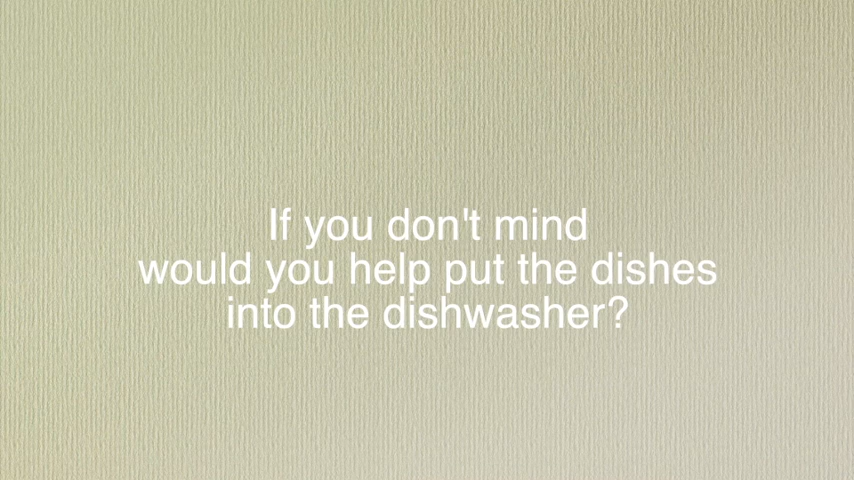 If you don't mind
would you help put the dishes
into the dishwasher?